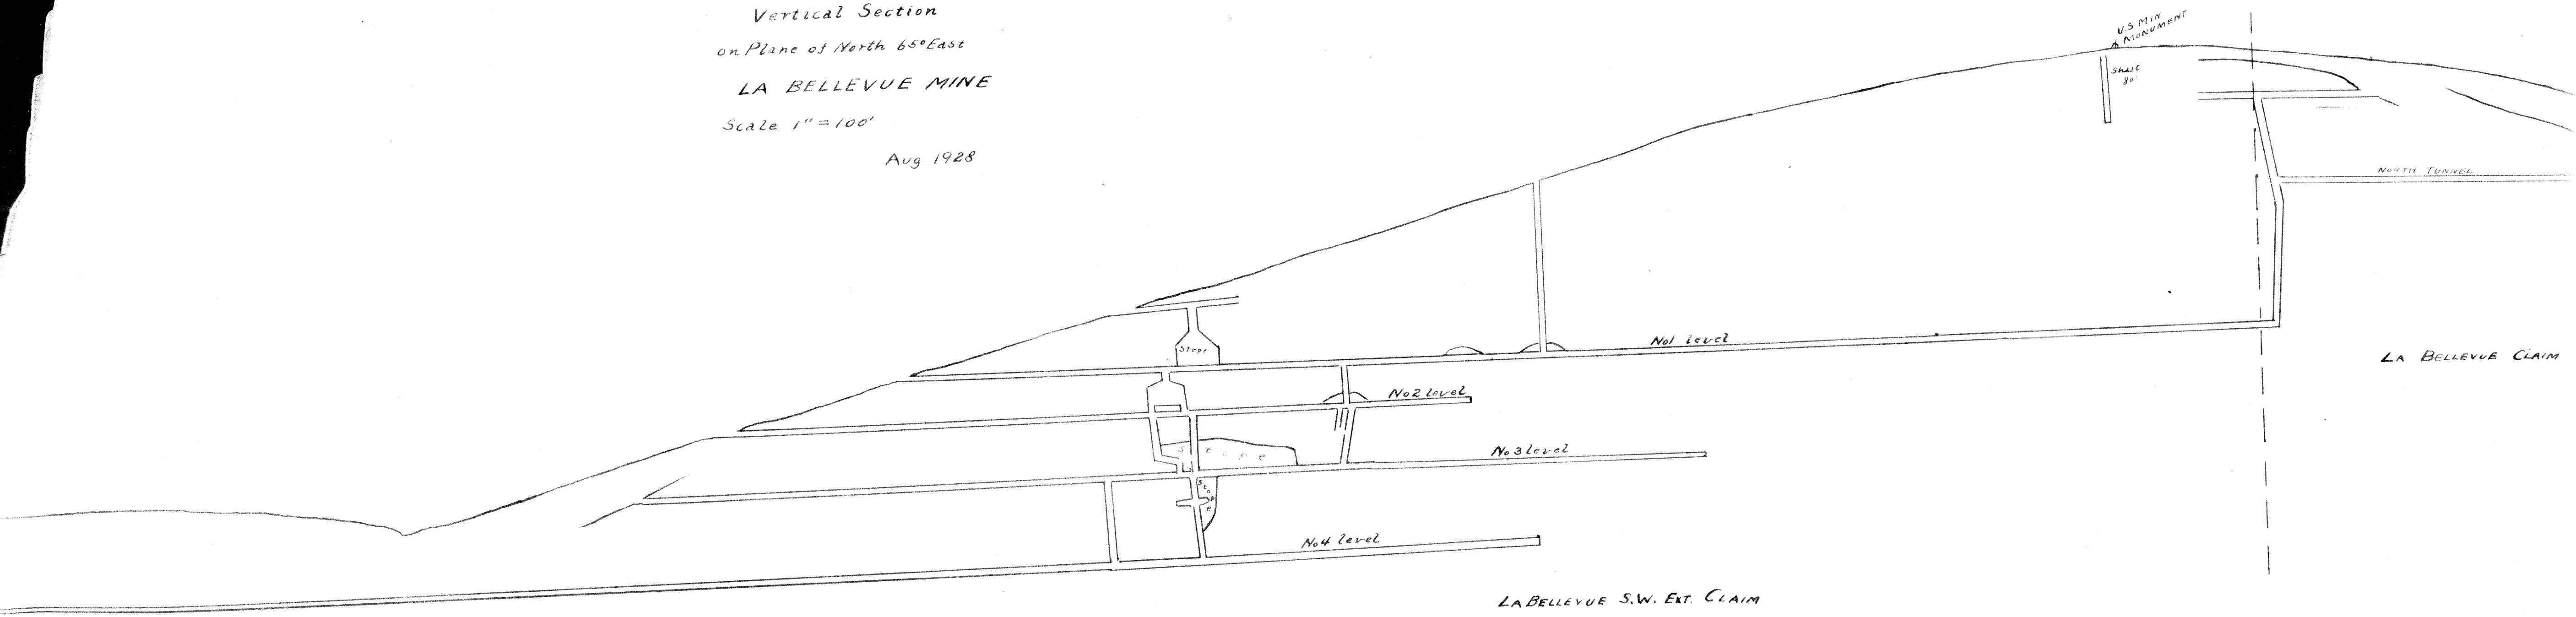 Vertical Section
on Plane of North 65° East
LA BELLEVUE MINE
Scale 1" = 100'
Aug 1928
U.S. MIN
MONUMENT
Shaft
80'
NORTH TUNNEL
Stope
No1 level
LA BELLEVUE CLAIM
No2 level
Stope
No3 level
Stope
No4 level
LA BELLEVUE S.W. EXT CLAIM